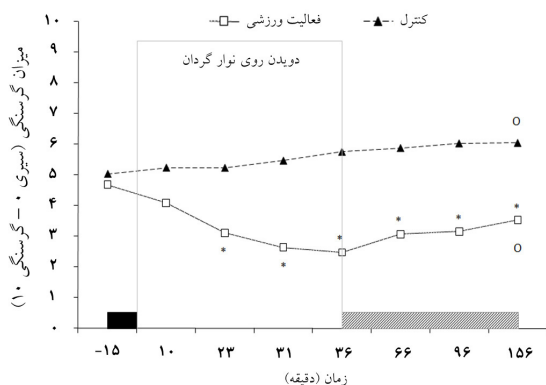 فعالیت ورزشی کنترل
دویدن روی نوار گردان
میزان گرسنگی (سیری ۰ – گرسنگی ۱۰)
۱۰
۹
۸
۷
۶
۵
۴
۳
۲
۱
۰
O
* * * * * *
O
-۱۵ ۱۰ ۲۳ ۳۱ ۳۶ ۶۶ ۹۶ ۱۵۶
زمان (دقیقه)